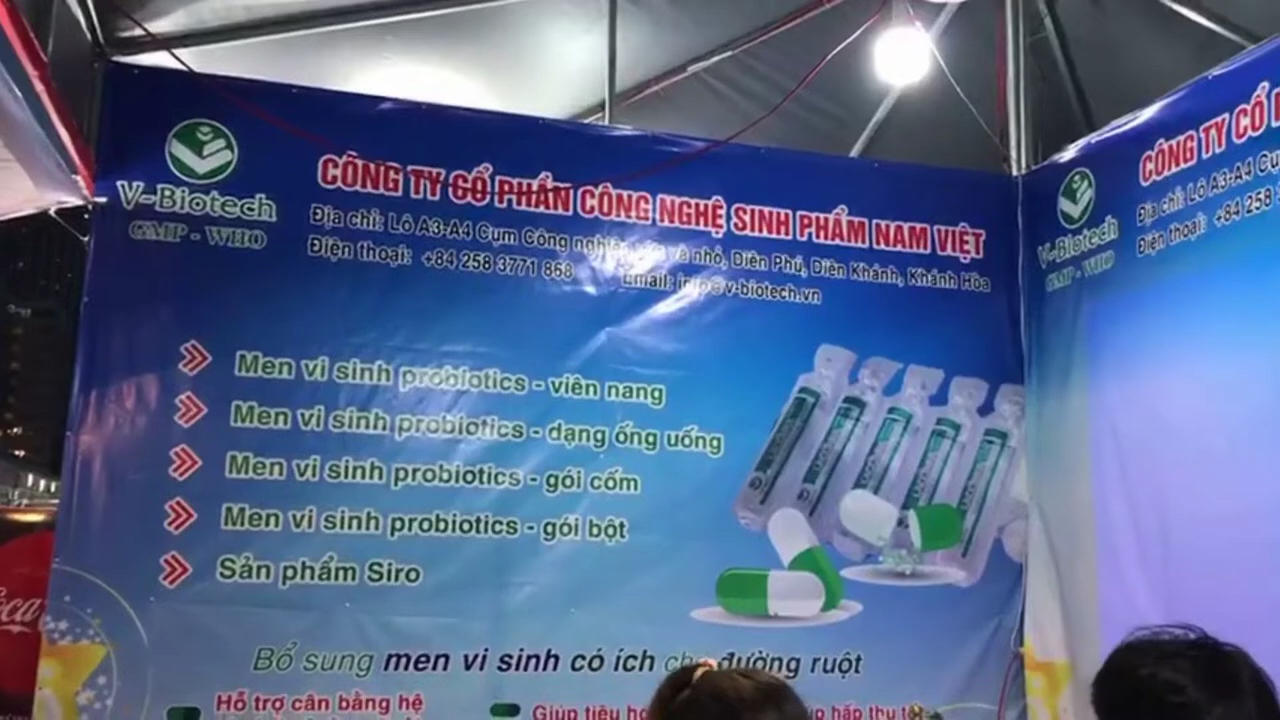 V-Biotech
GMP - WHO
CÔNG TY CỔ PHẦN CÔNG NGHỆ SINH PHẨM NAM VIỆT
Địa chỉ: Lô A3-A4 Cụm Công nghiệp và nhỏ, Diên Phú, Diên Khánh, Khánh Hòa
Điện thoại: +84 258 3771 868 Email: info@v-biotech.vn
Men vi sinh probiotics - viên nang
Men vi sinh probiotics - dạng ống uống
Men vi sinh probiotics - gói cốm
Men vi sinh probiotics - gói bột
Sản phẩm Siro
Bổ sung men vi sinh có ích cho đường ruột
Hỗ trợ cân bằng hệ
Giúp tiêu
hấp thu
V-Biotech
GMP - WHO
CÔNG TY CỔ
Địa chỉ: Lô A3-A4
Điện thoại: +84 258